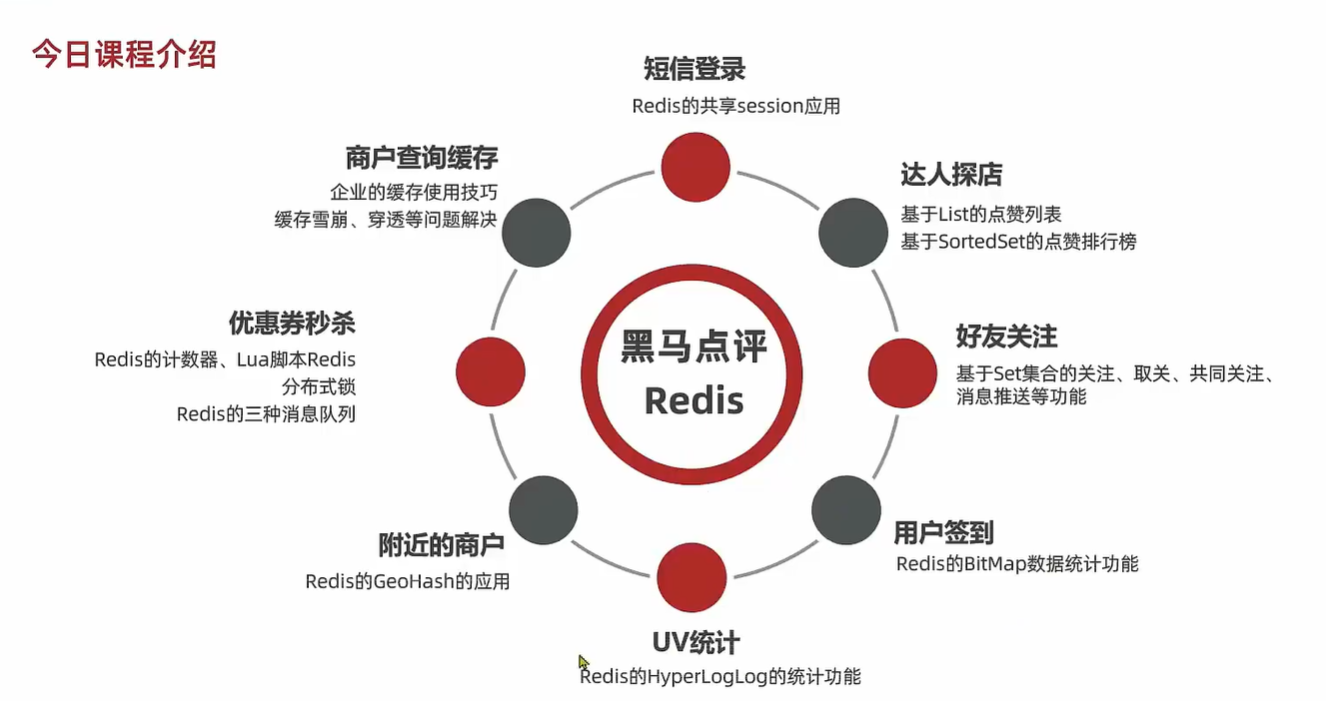 今日课程介绍
短信登录
Redis的共享session应用
商户查询缓存
企业的缓存使用技巧
缓存雪崩、穿透等问题解决
达人探店
基于List的点赞列表
基于SortedSet的点赞排行榜
优惠券秒杀
Redis的计数器、Lua脚本Redis
分布式锁
Redis的三种消息队列
黑马点评
Redis
好友关注
基于Set集合的关注、取关、共同关注、
消息推送等功能
附近的商户
Redis的GeoHash的应用
用户签到
Redis的BitMap数据统计功能
UV统计
Redis的HyperLogLog的统计功能